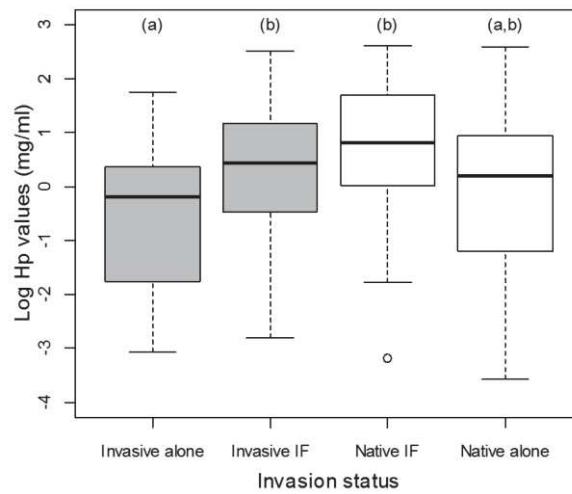 (a) (b) (b) (a,b)
3
2
1
0
-1
-2
-3
-4
Log Hp values (mg/ml)
Invasive alone Invasive IF Native IF Native alone
Invasion status